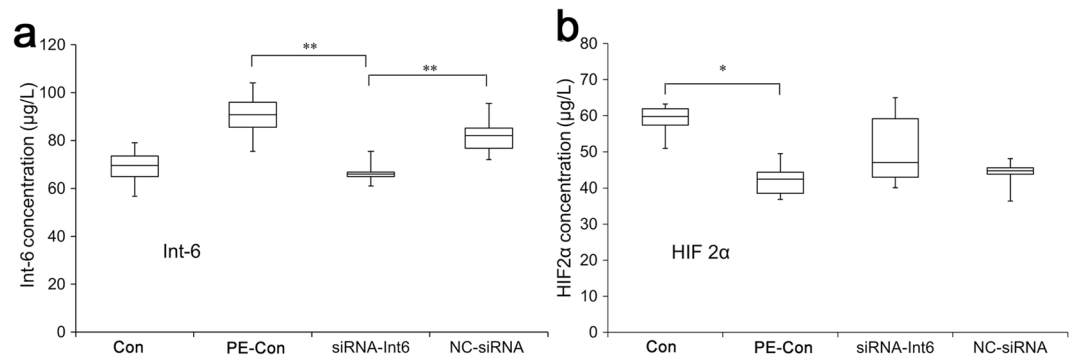 a
Int-6 concentration (µg/L)
120
100
80
60
40
20
0
**
**
Int-6
Con
PE-Con
siRNA-Int6
NC-siRNA
b
HIF2α concentration (µg/L)
80
70
60
50
40
30
20
10
0
*
HIF 2α
Con
PE-Con
siRNA-Int6
NC-siRNA